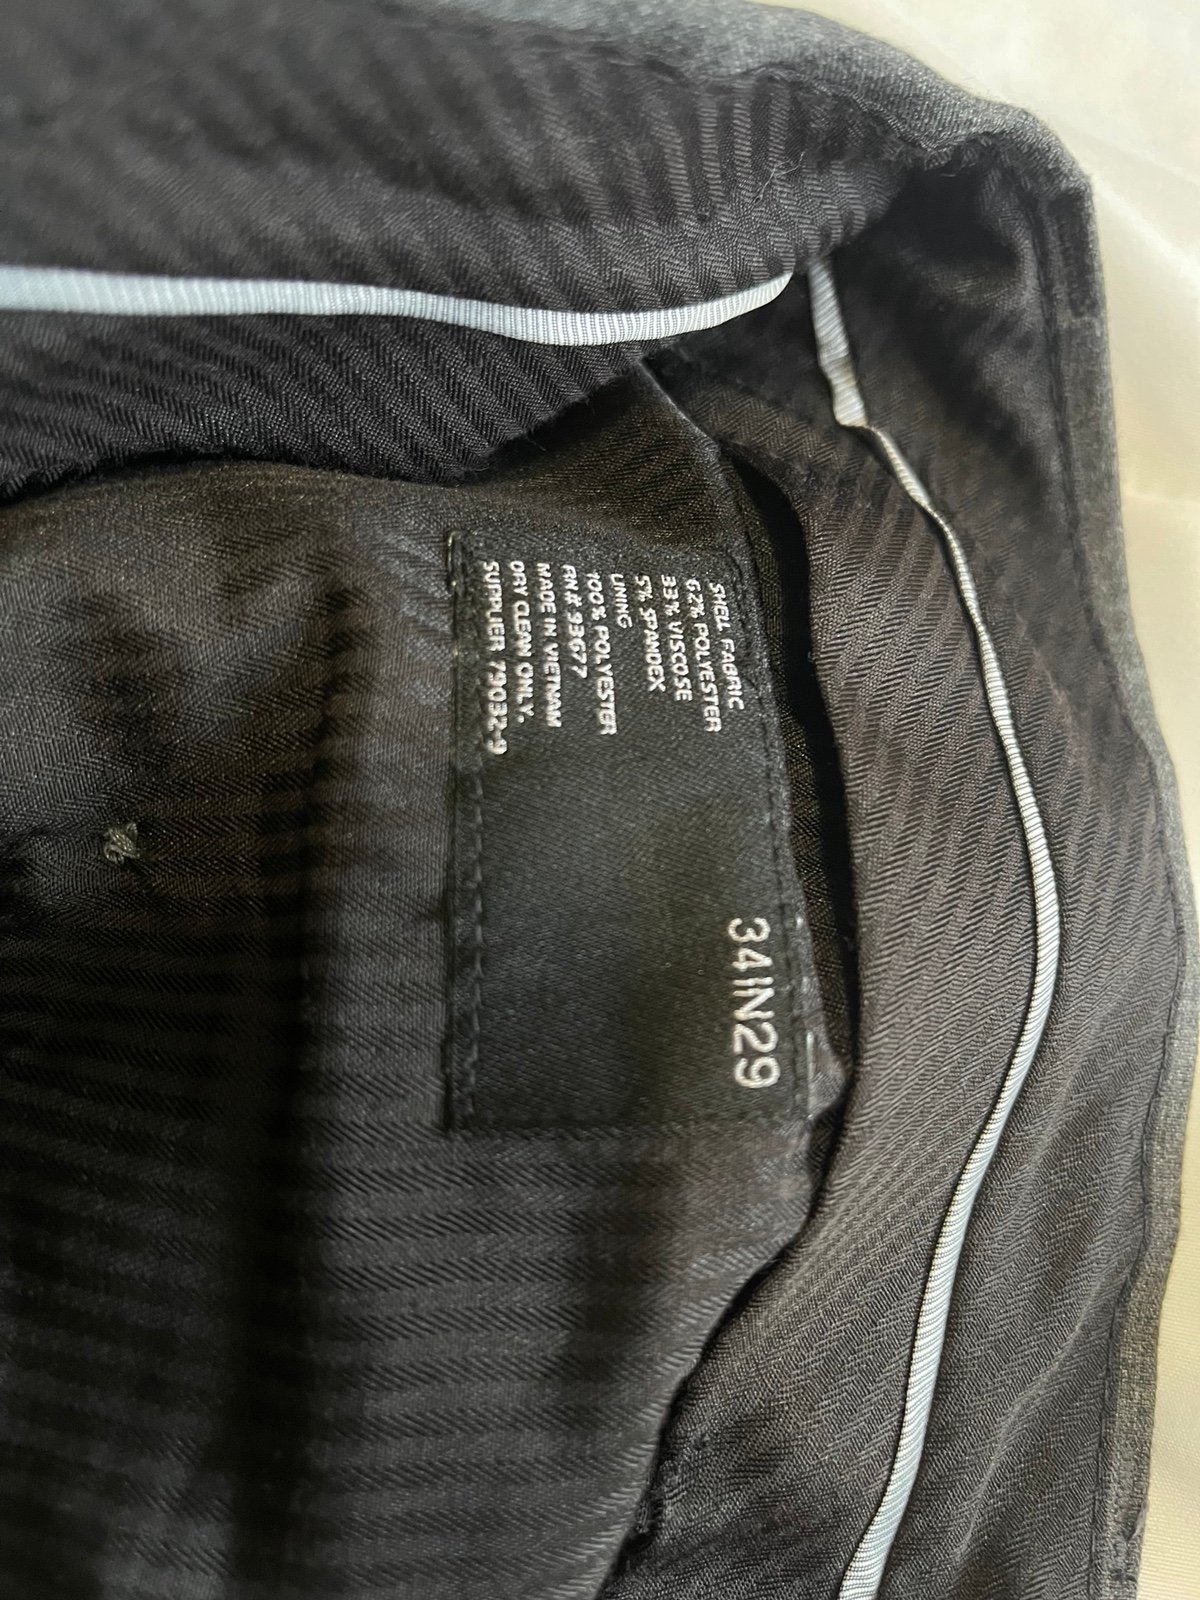 SHELL FABRIC
62% POLYESTER
33% VISCOSE
5% SPANDEX
LINING
100% POLYESTER
RN# 93677
MADE IN VIETNAM
DRY CLEAN ONLY.
SUPPLIER 79032-9
34IN29